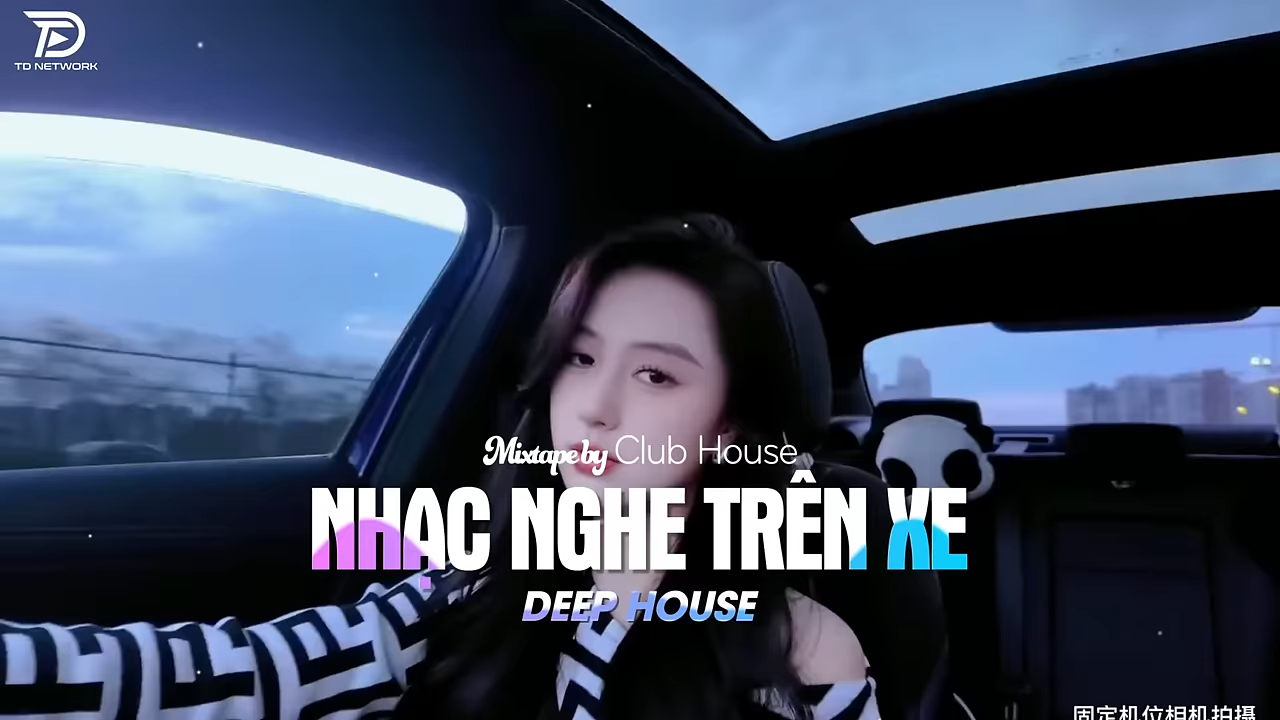 TD NETWORK
Mixtape by Club House
NHẠC NGHE TRÊN XE
DEEP HOUSE
固定机位相机拍摄